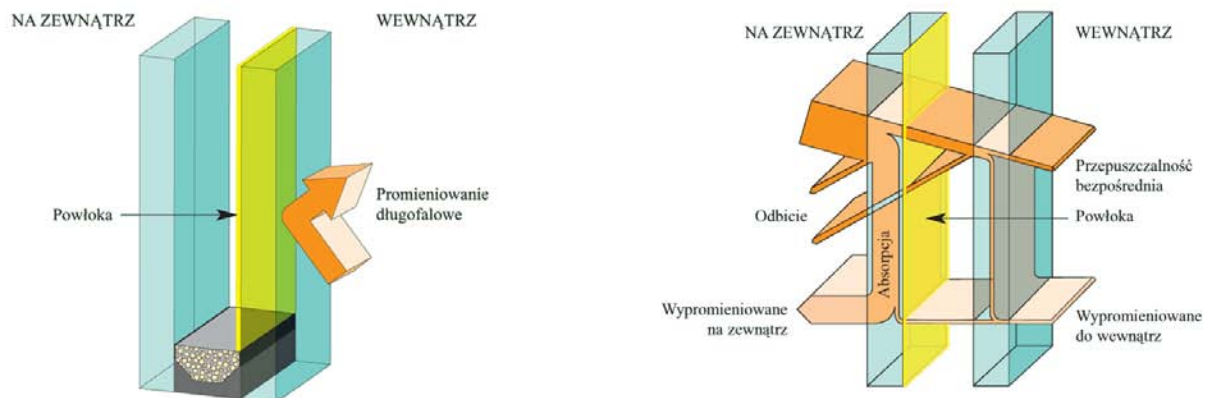 NA ZEWNĄTRZ
WEWNĄTRZ
Powłoka
Promieniowanie
długofalowe
NA ZEWNĄTRZ
WEWNĄTRZ
Przepuszczalność
bezpośrednia
Odbicie
Powłoka
Absorpcja
Wypromieniowane
na zewnątrz
Wypromieniowane
do wewnątrz